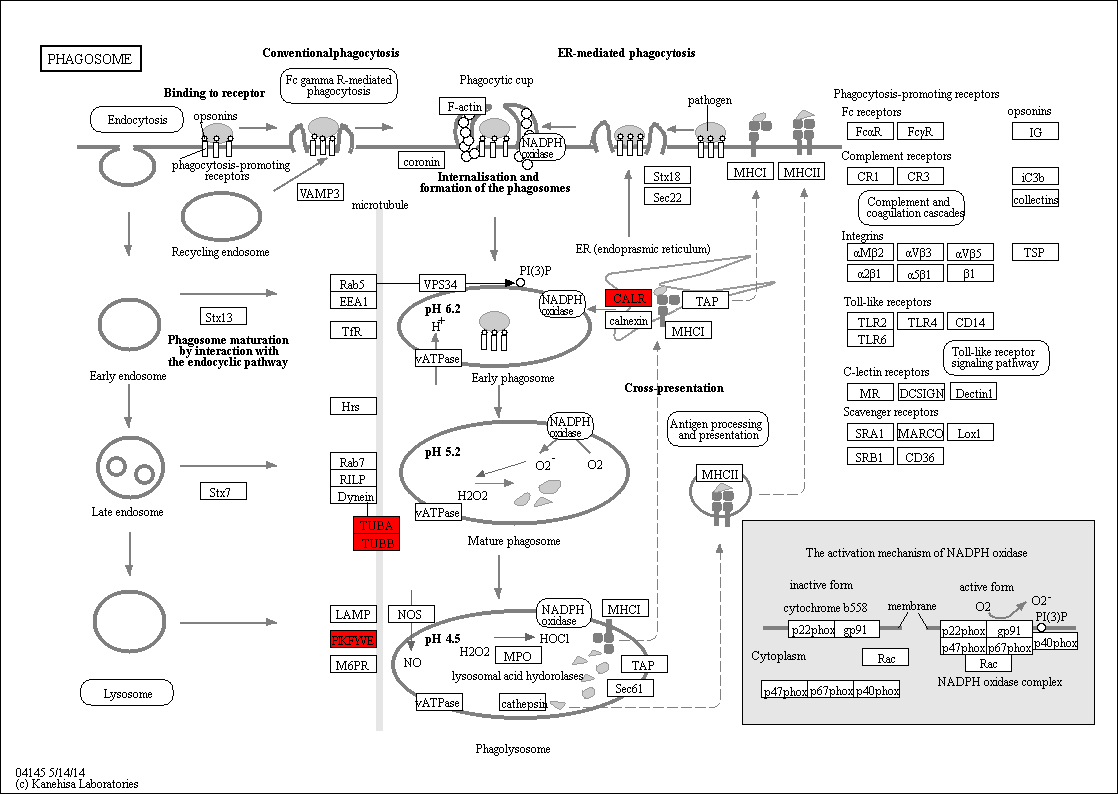 PHAGOSOME
Conventionalphagocytosis
ER-mediated phagocytosis
Binding to receptor
Fc gamma R-mediated
phagocytosis
Phagocytic cup
F-actin
pathogen
Endocytosis
opsonins
NADPH
oxidase
coronin
phagocytosis-promoting
receptors
VAMP3
microtubule
Internalisation and
formation of the phagosomes
Stx18
Sec22
MHCI
MHCII
Recycling endosome
ER (endoprasmic reticulum)
Rab5
EEA1
VPS34
PI(3)P
NADPH
oxidase
CALR
calnexin
TAP
MHCI
Stx13
TfR
pH 6.2
H+
vATPase
Phagosome maturation
by interaction with
the endocyclic pathway
Early endosome
Early phagosome
Cross-presentation
Hrs
NADPH
oxidase
Antigen processing
and presentation
pH 5.2
O2-
O2
H2O2
vATPase
Rab7
RILP
Dynein
Stx7
MHCII
Late endosome
TUBA
TUBB
Mature phagosome
LAMP
NOS
PIKFYVE
M6PR
NADPH
oxidase
MHCI
pH 4.5
HOCl
H2O2
MPO
NO
lysosomal acid hydorolases
TAP
Sec61
vATPase
cathepsin
Lysosome
Phagolysosome
Phagocytosis-promoting receptors
Fc receptors
opsonins
FcαR
FcγR
IG
Complement receptors
CR1
CR3
iC3b
collectins
Complement and
coagulation cascades
Integrins
αMβ2
αVβ3
αVβ5
TSP
α2β1
α5β1
β1
Toll-like receptors
TLR2
TLR4
CD14
TLR6
Toll-like receptor
signaling pathway
C-lectin receptors
MR
DCSIGN
Dectin1
Scavenger receptors
SRA1
MARCO
Lox1
SRB1
CD36
The activation mechanism of NADPH oxidase
inactive form
active form
cytochrome b558
membrane
O2
O2-
PI(3)P
p22phox
gp91
p22phox
gp91
p47phox
p67phox
p40phox
Cytoplasm
Rac
Rac
NADPH oxidase complex
p47phox
p67phox
p40phox
04145 5/14/14
(c) Kanehisa Laboratories